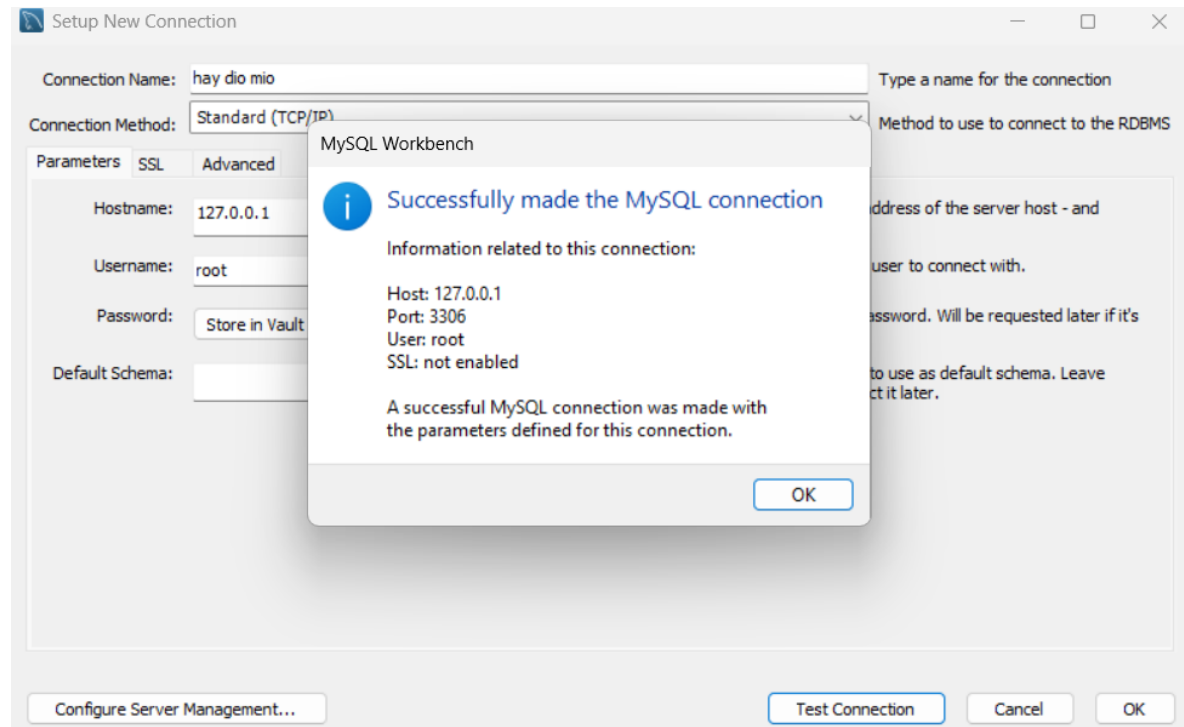 Setup New Connection
Connection Name: hay dio mio Type a name for the connection
Connection Method: Standard (TCP/IP) Method to use to connect to the RDBMS
Parameters SSL Advanced
Hostname: 127.0.0.1 address of the server host - and
Username: root user to connect with.
Password: Store in Vault password. Will be requested later if it's
Default Schema: to use as default schema. Leave
ct it later.
MySQL Workbench
Successfully made the MySQL connection
Information related to this connection:
Host: 127.0.0.1
Port: 3306
User: root
SSL: not enabled
A successful MySQL connection was made with
the parameters defined for this connection.
OK
Configure Server Management... Test Connection Cancel OK